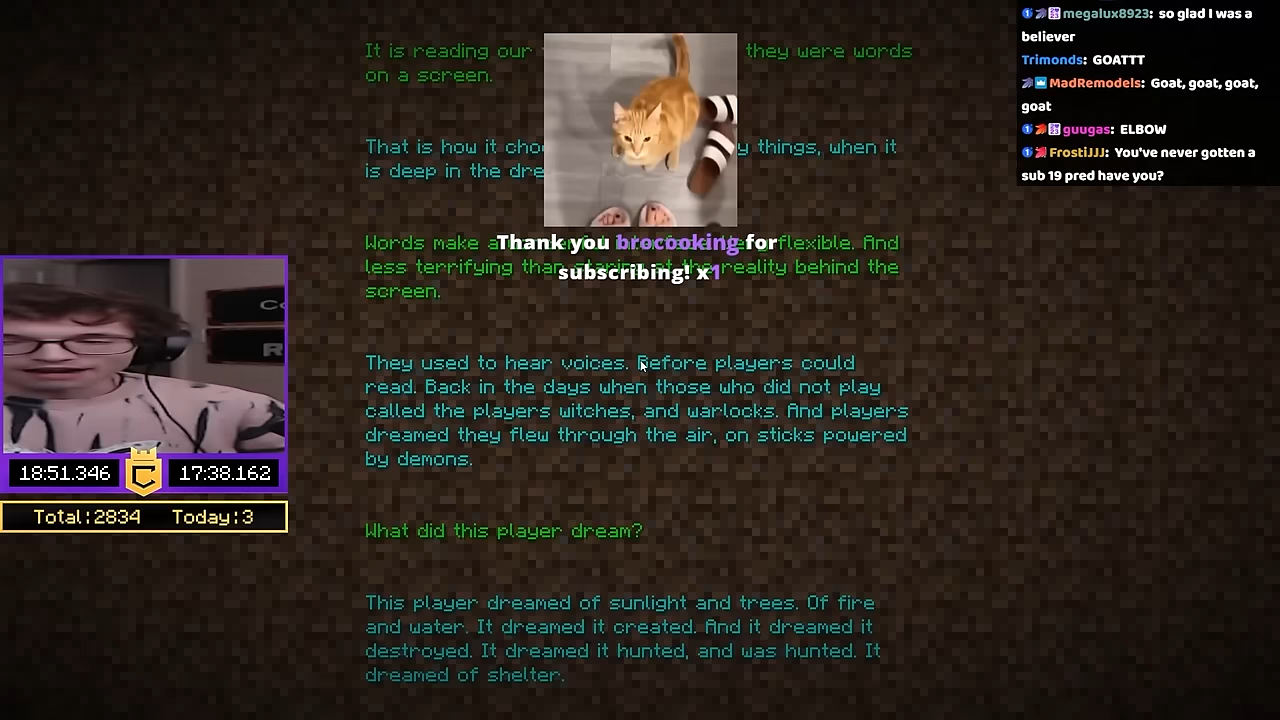 It is reading our they were words
on a screen.
That is how it choo y things, when it
is deep in the dre
Thank you brocooking for
subscribing! x1
Words make a flexible. And
less terrifying than staring at the reality behind the
screen.
They used to hear voices. Before players could
read. Back in the days when those who did not play
called the players witches, and warlocks. And players
dreamed they flew through the air, on sticks powered
by demons.
What did this player dream?
This player dreamed of sunlight and trees. Of fire
and water. It dreamed it created. And it dreamed it
destroyed. It dreamed it hunted, and was hunted. It
dreamed of shelter.
megalux8923: so glad I was a
believer
Trimonds: GOATTT
MadRemodels: Goat, goat, goat,
goat
guugas: ELBOW
FrostiJJJ: You've never gotten a
sub 19 pred have you?
18:51.346 17:38.162
Total:2834 Today:3